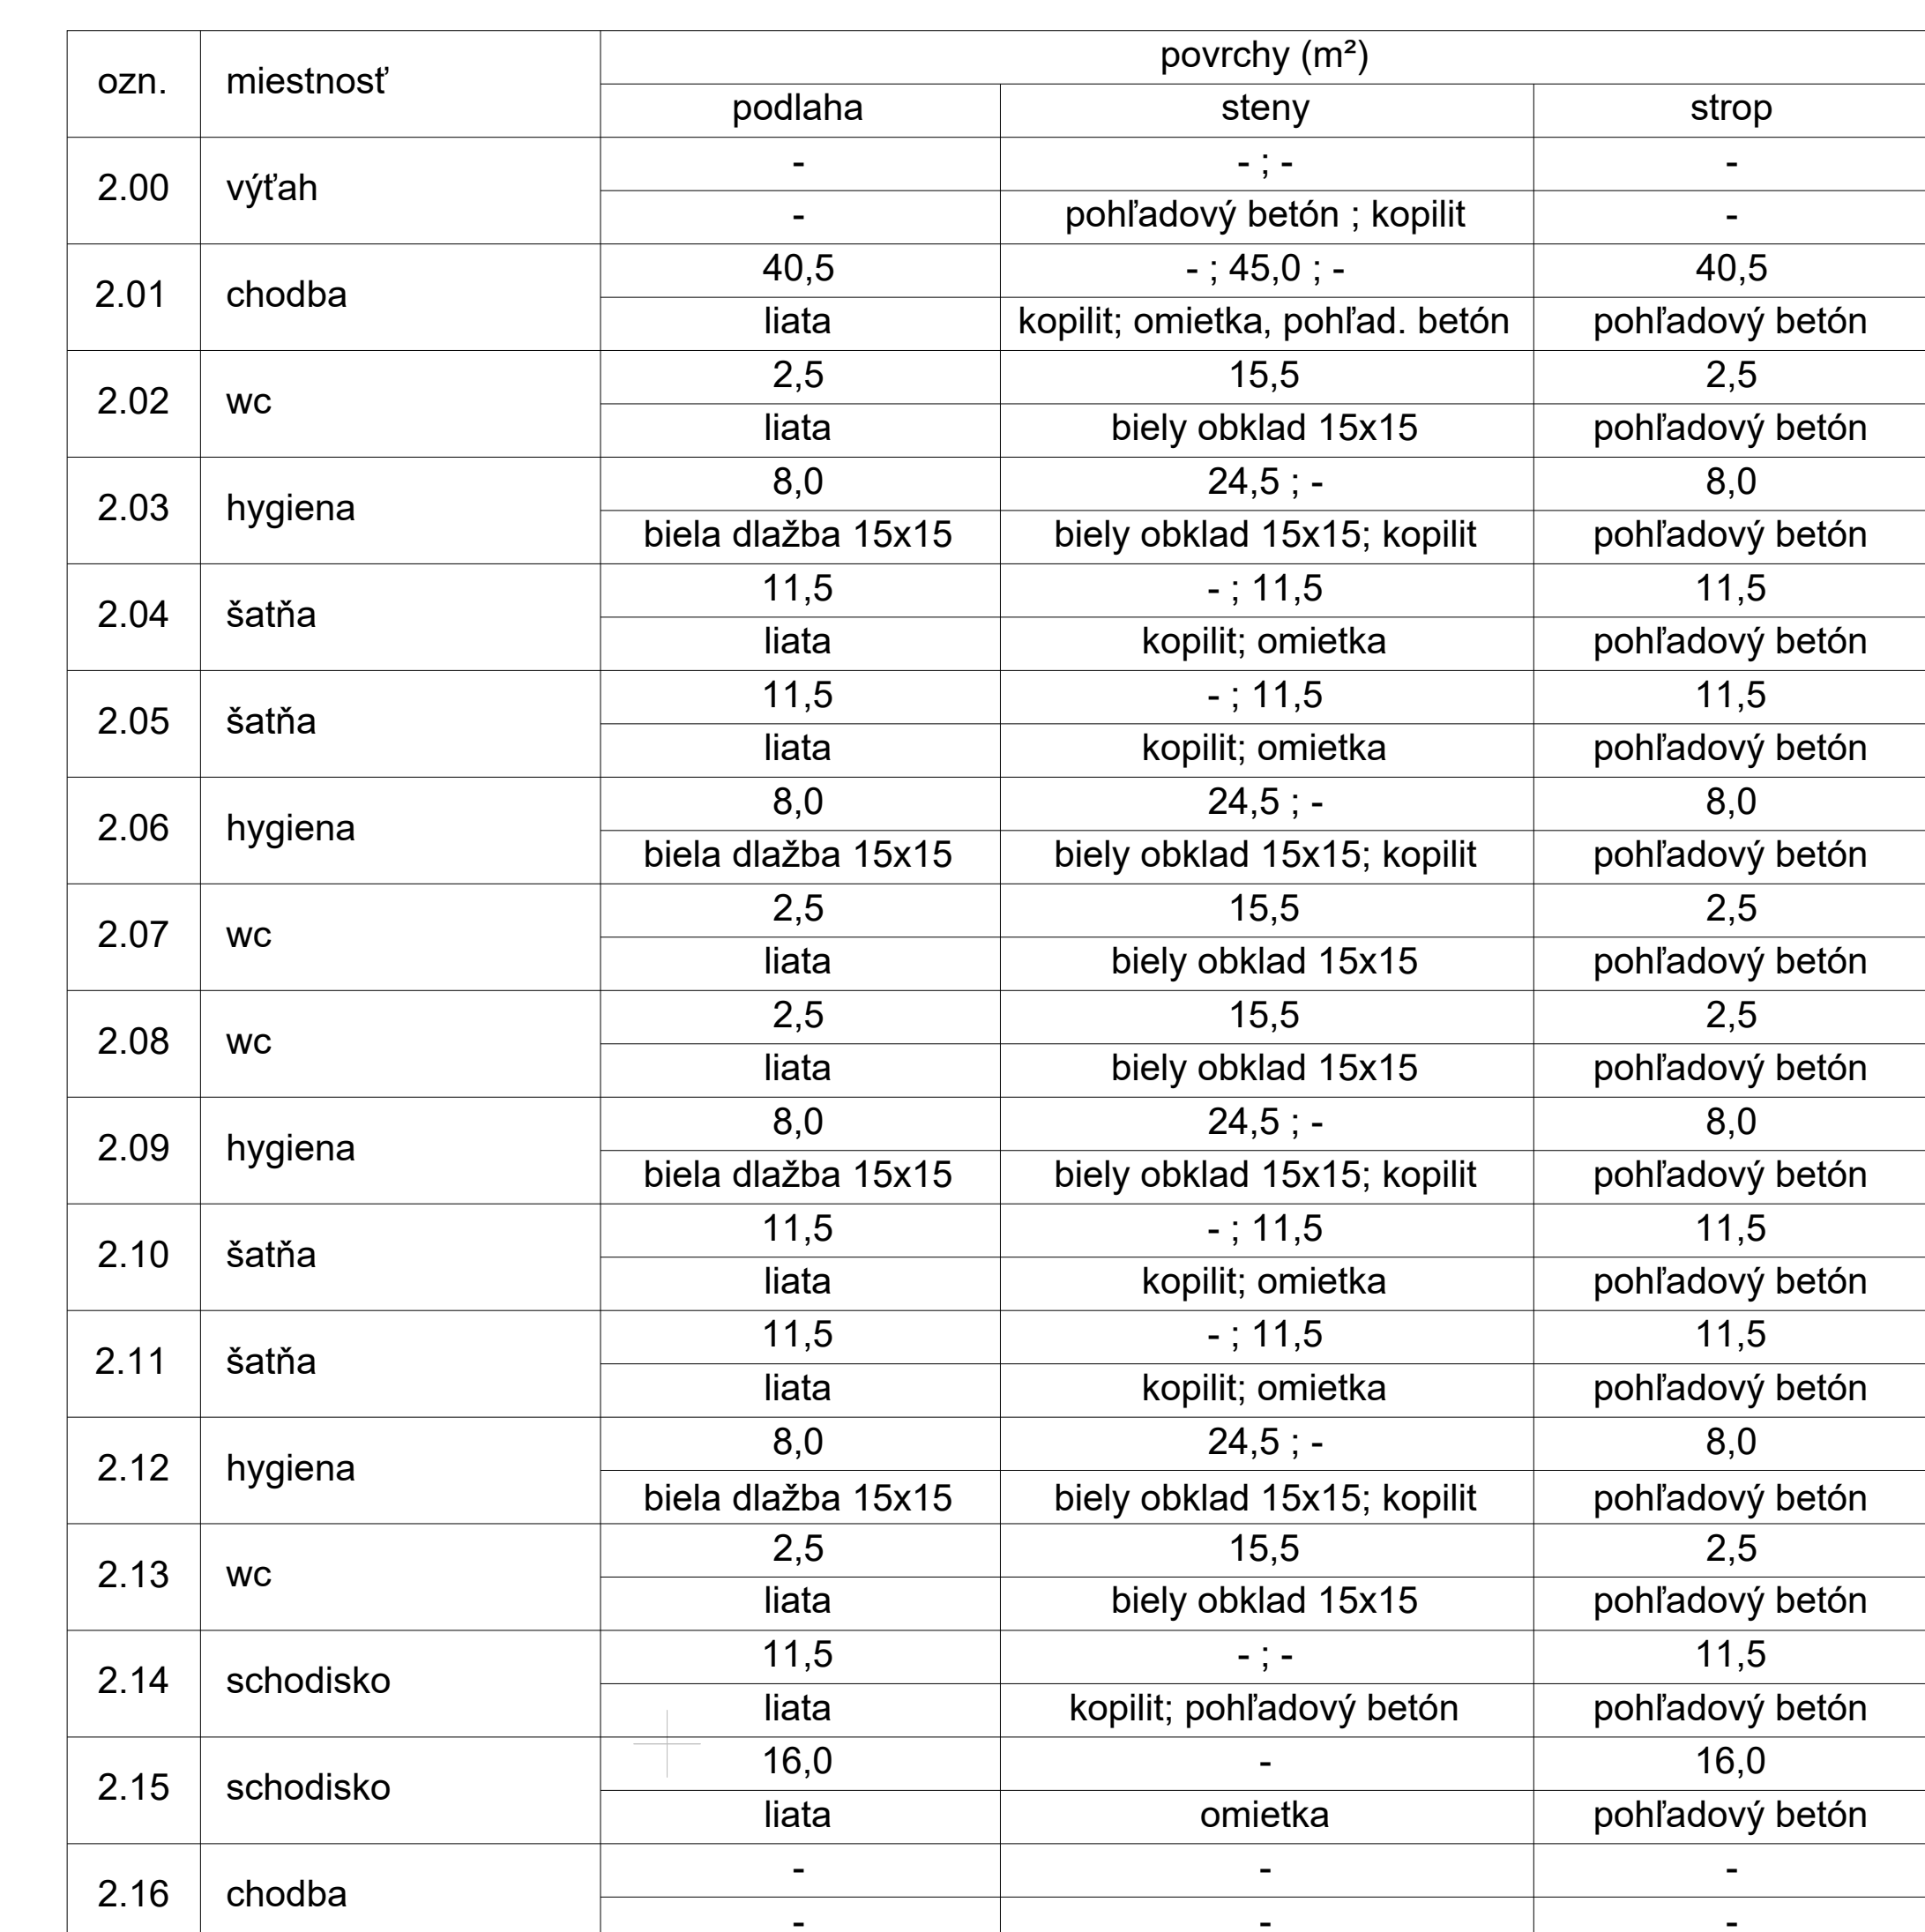 ozn. miestnosť povrchy (m²)
podlaha steny strop
2.00 výťah - - ; - -
- pohľadový betón ; kopilit -
2.01 chodba 40,5 - ; 45,0 ; - 40,5
liata kopilit; omietka, pohľad. betón pohľadový betón
2.02 wc 2,5 15,5 2,5
liata biely obklad 15x15 pohľadový betón
2.03 hygiena 8,0 24,5 ; - 8,0
biela dlažba 15x15 biely obklad 15x15; kopilit pohľadový betón
2.04 šatňa 11,5 - ; 11,5 11,5
liata kopilit; omietka pohľadový betón
2.05 šatňa 11,5 - ; 11,5 11,5
liata kopilit; omietka pohľadový betón
2.06 hygiena 8,0 24,5 ; - 8,0
biela dlažba 15x15 biely obklad 15x15; kopilit pohľadový betón
2.07 wc 2,5 15,5 2,5
liata biely obklad 15x15 pohľadový betón
2.08 wc 2,5 15,5 2,5
liata biely obklad 15x15 pohľadový betón
2.09 hygiena 8,0 24,5 ; - 8,0
biela dlažba 15x15 biely obklad 15x15; kopilit pohľadový betón
2.10 šatňa 11,5 - ; 11,5 11,5
liata kopilit; omietka pohľadový betón
2.11 šatňa 11,5 - ; 11,5 11,5
liata kopilit; omietka pohľadový betón
2.12 hygiena 8,0 24,5 ; - 8,0
biela dlažba 15x15 biely obklad 15x15; kopilit pohľadový betón
2.13 wc 2,5 15,5 2,5
liata biely obklad 15x15 pohľadový betón
2.14 schodisko 11,5 - ; - 11,5
liata kopilit; pohľadový betón pohľadový betón
2.15 schodisko 16,0 - 16,0
liata omietka pohľadový betón
2.16 chodba - - -
- - -